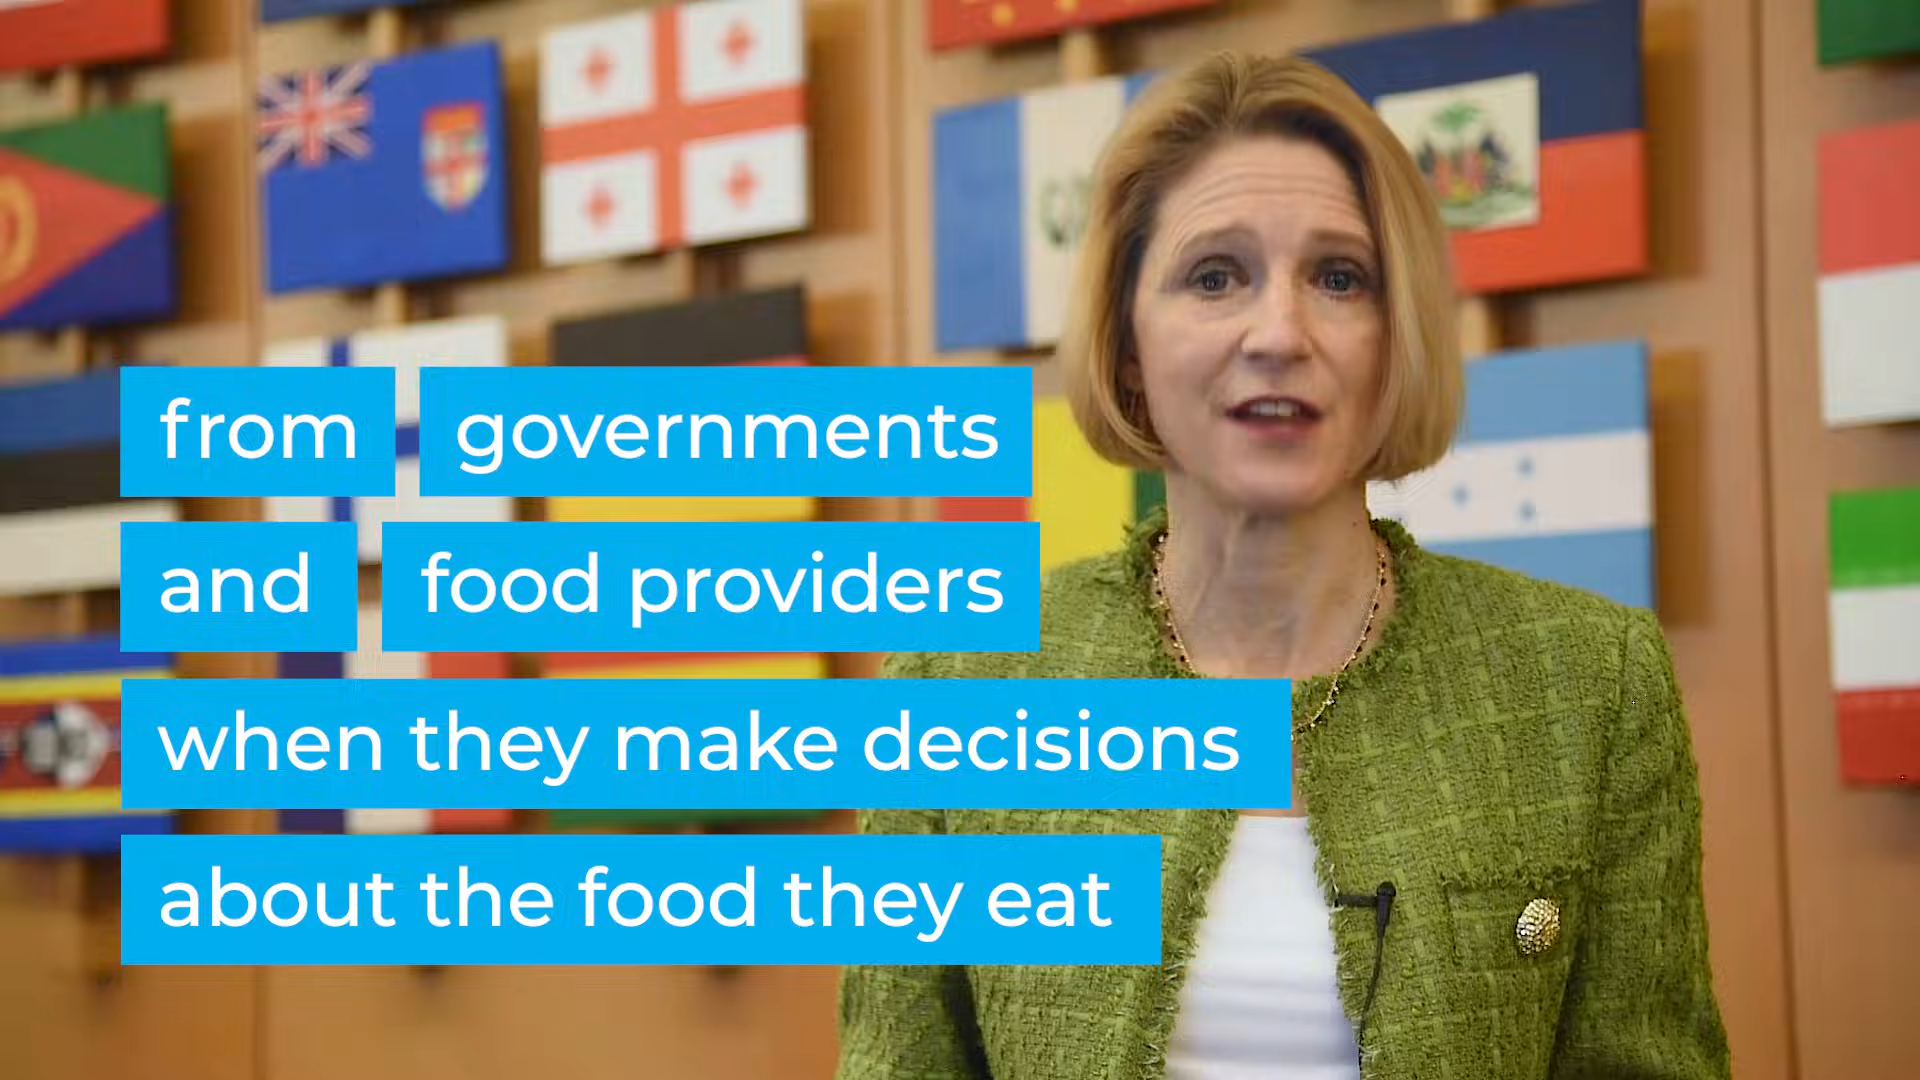 from governments
and food providers
when they make decisions
about the food they eat